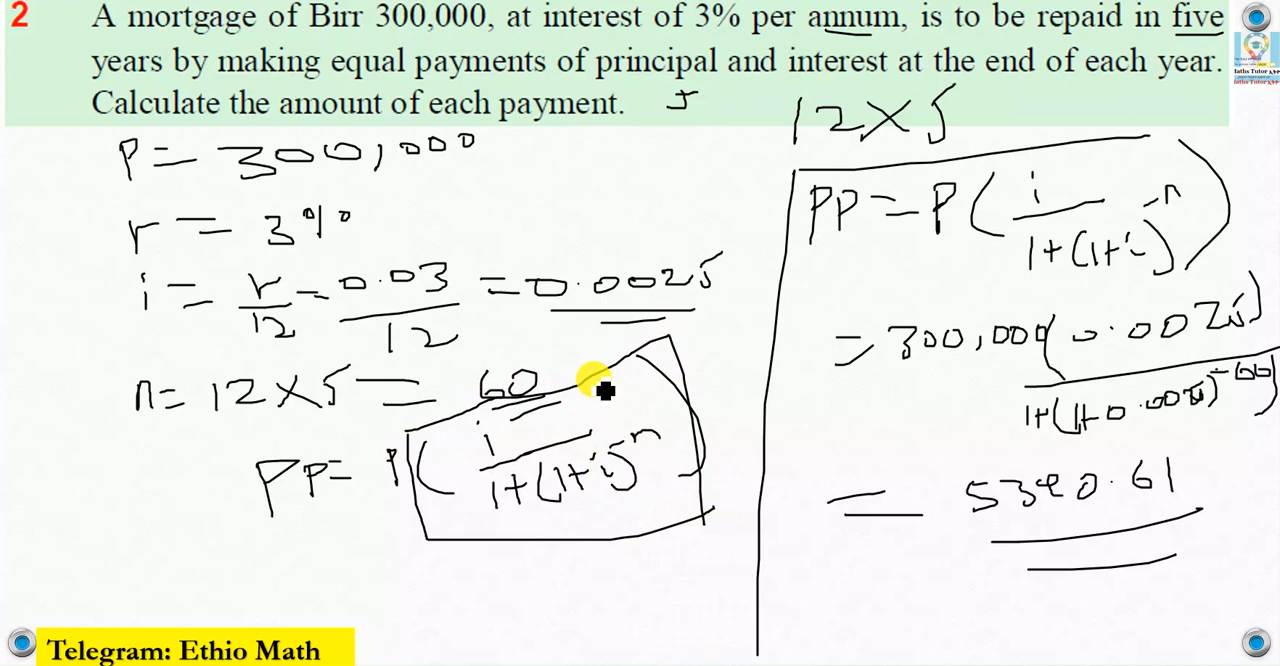 2 A mortgage of Birr 300,000, at interest of 3% per annum, is to be repaid in five
years by making equal payments of principal and interest at the end of each year.
Calculate the amount of each payment. 5
P = 300,000
r = 3%
i = r/12 = 0.03/12 = 0.0025
n = 12 × 5 = 60
PP = P( i / 1+(1+i)^n )
12 × 5
PP = P( i / 1+(1+i)^-n )
= 300,000( 0.0025 / 1+(1+0.0025)^-60 )
= 5390.61
Telegram: Ethio Math
Maths Tutor